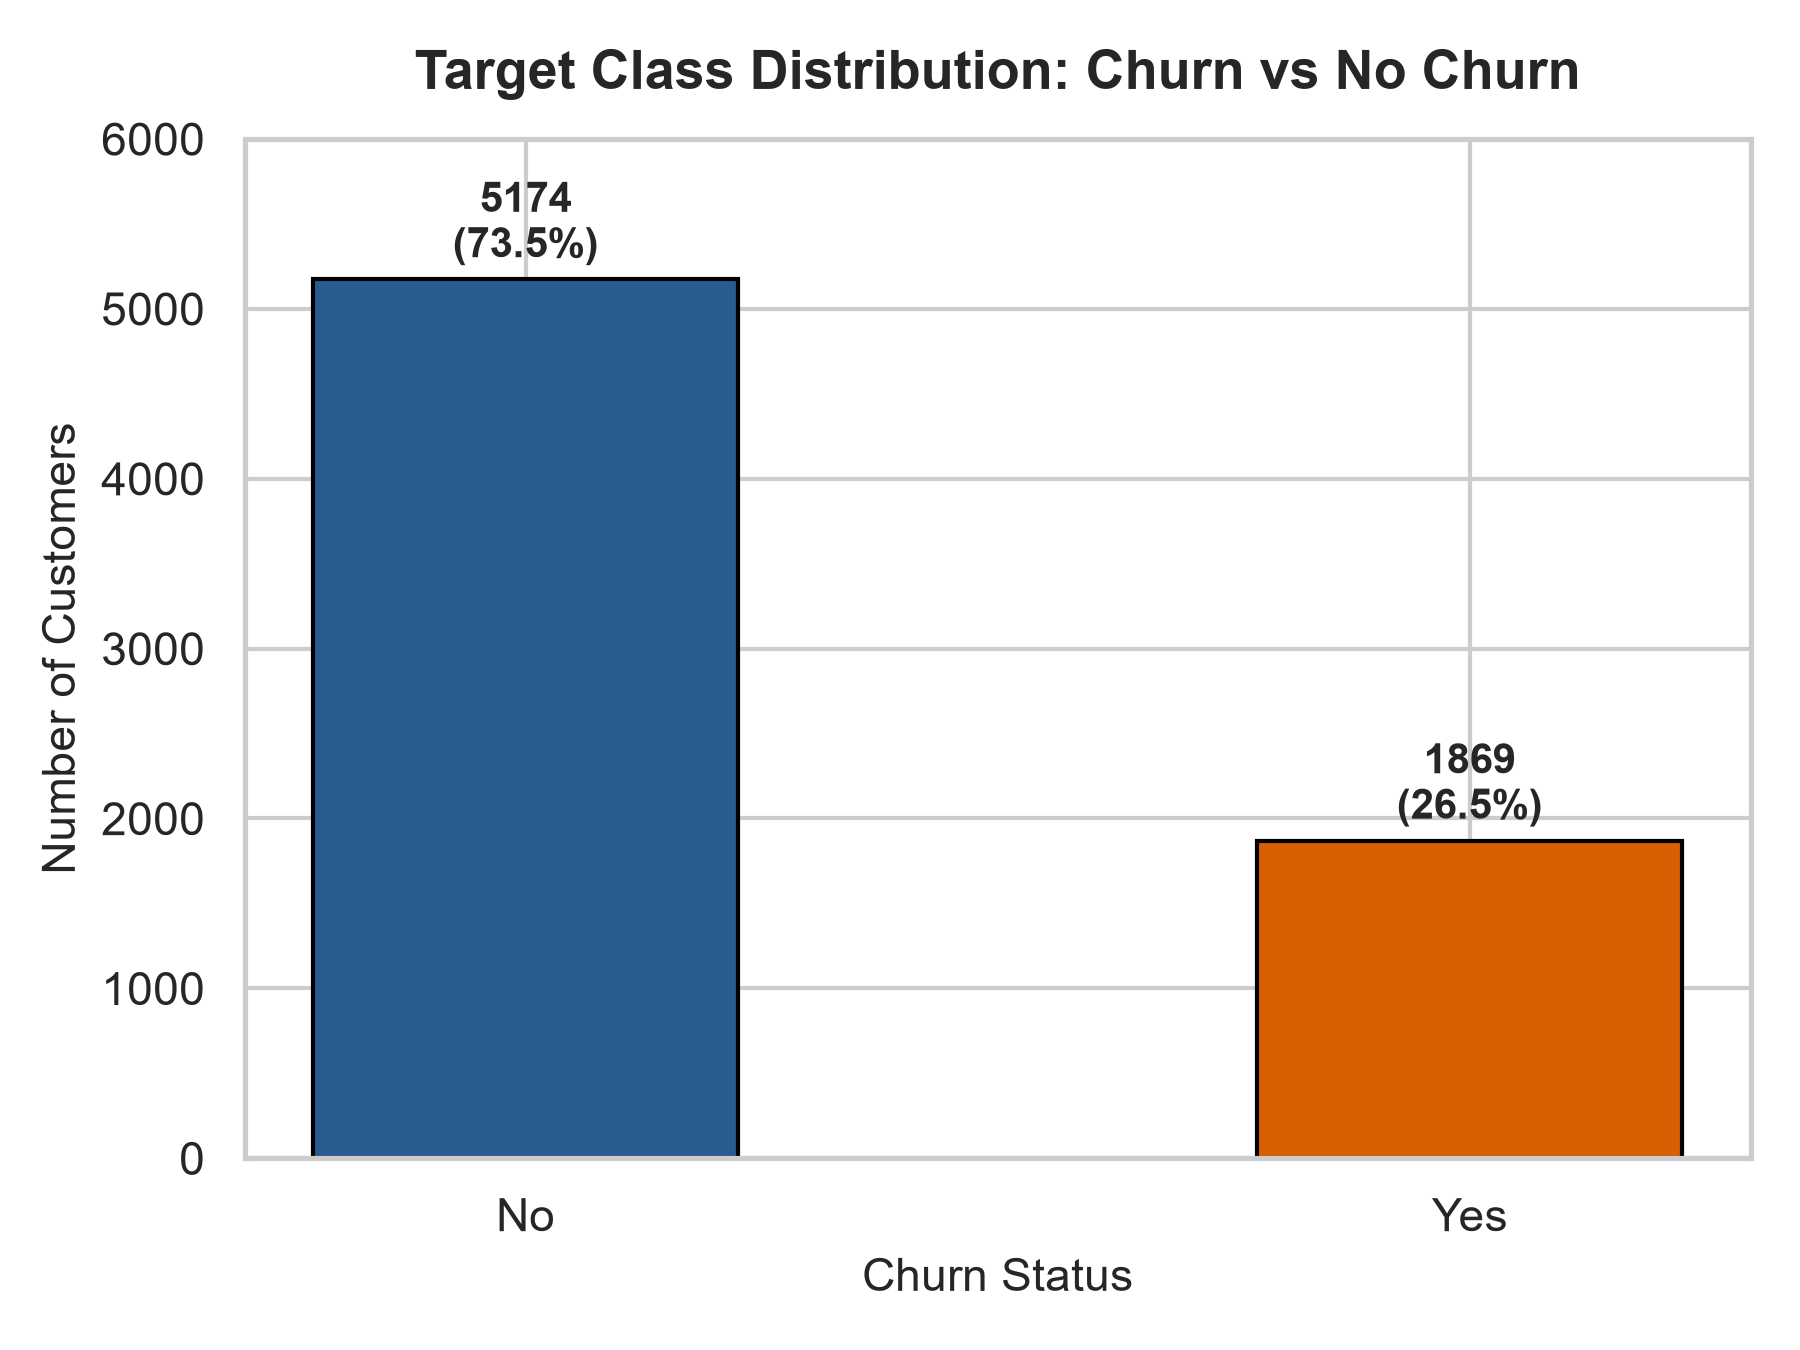 Target Class Distribution: Churn vs No Churn
6000
5000
4000
3000
2000
1000
0
Number of Customers
5174
(73.5%)
1869
(26.5%)
No
Yes
Churn Status